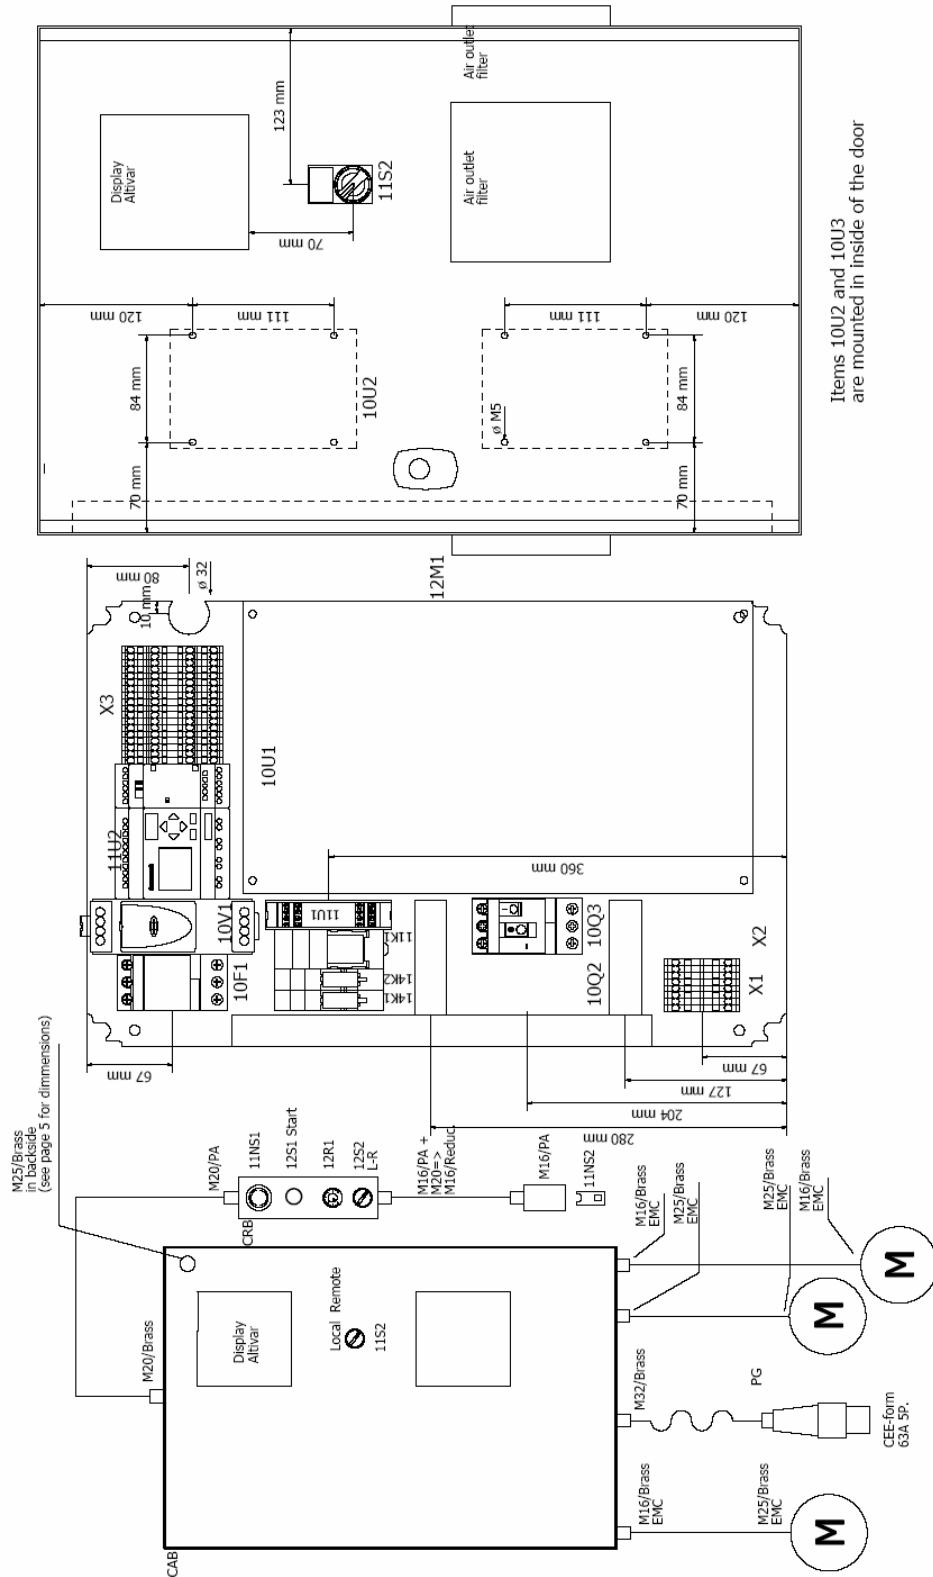 Air outlet
filter
123 mm
Display
Altivar
11S2
70 mm
Air outlet
filter
120 mm
111 mm
111 mm
120 mm
84 mm
10U2
ø M5
84 mm
70 mm
70 mm
Items 10U2 and 10U3
are mounted in inside of the door
80 mm
ø 32
10 mm
12M1
X3
10U1
11U2
360 mm
10V1
11U1
11K1
14K2
14K1
10F1
10Q3
10Q2
X2
X1
67 mm
67 mm
127 mm
204 mm
280 mm
M25/Brass
in backside
(see page 5 for dimmensions)
M20/PA
11NS1
12S1 Start
12R1
12S2
L-R
M16/PA +
M20=>
M16/Reduc.
M16/PA
11NS2
CRB
M20/Brass
Display
Altivar
Local Remote
11S2
CAB
M16/Brass
EMC
M25/Brass
EMC
M25/Brass
EMC
M16/Brass
EMC
M
M
M32/Brass
PG
CEE-form
63A 5P.
M16/Brass
EMC
M25/Brass
EMC
M